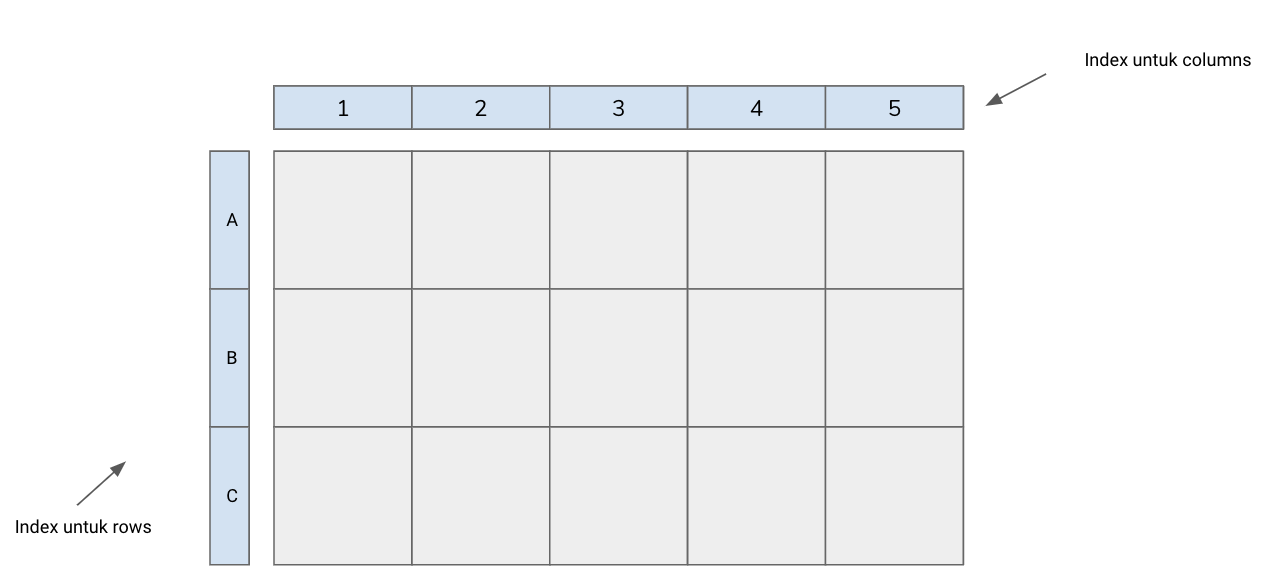 Index untuk columns
1 2 3 4 5
A
B
C
Index untuk rows